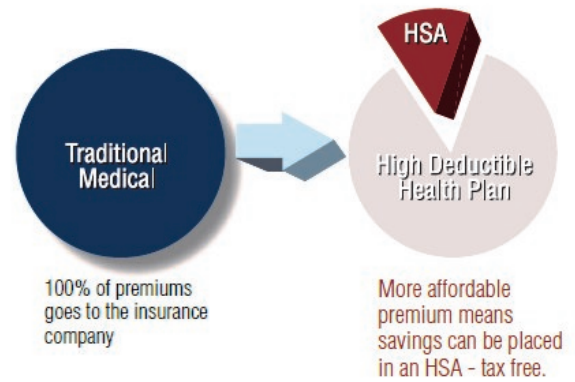 HSA
Traditional
Medical
High Deductible
Health Plan
100% of premiums
goes to the insurance
company
More affordable
premium means
savings can be placed
in an HSA - tax free.